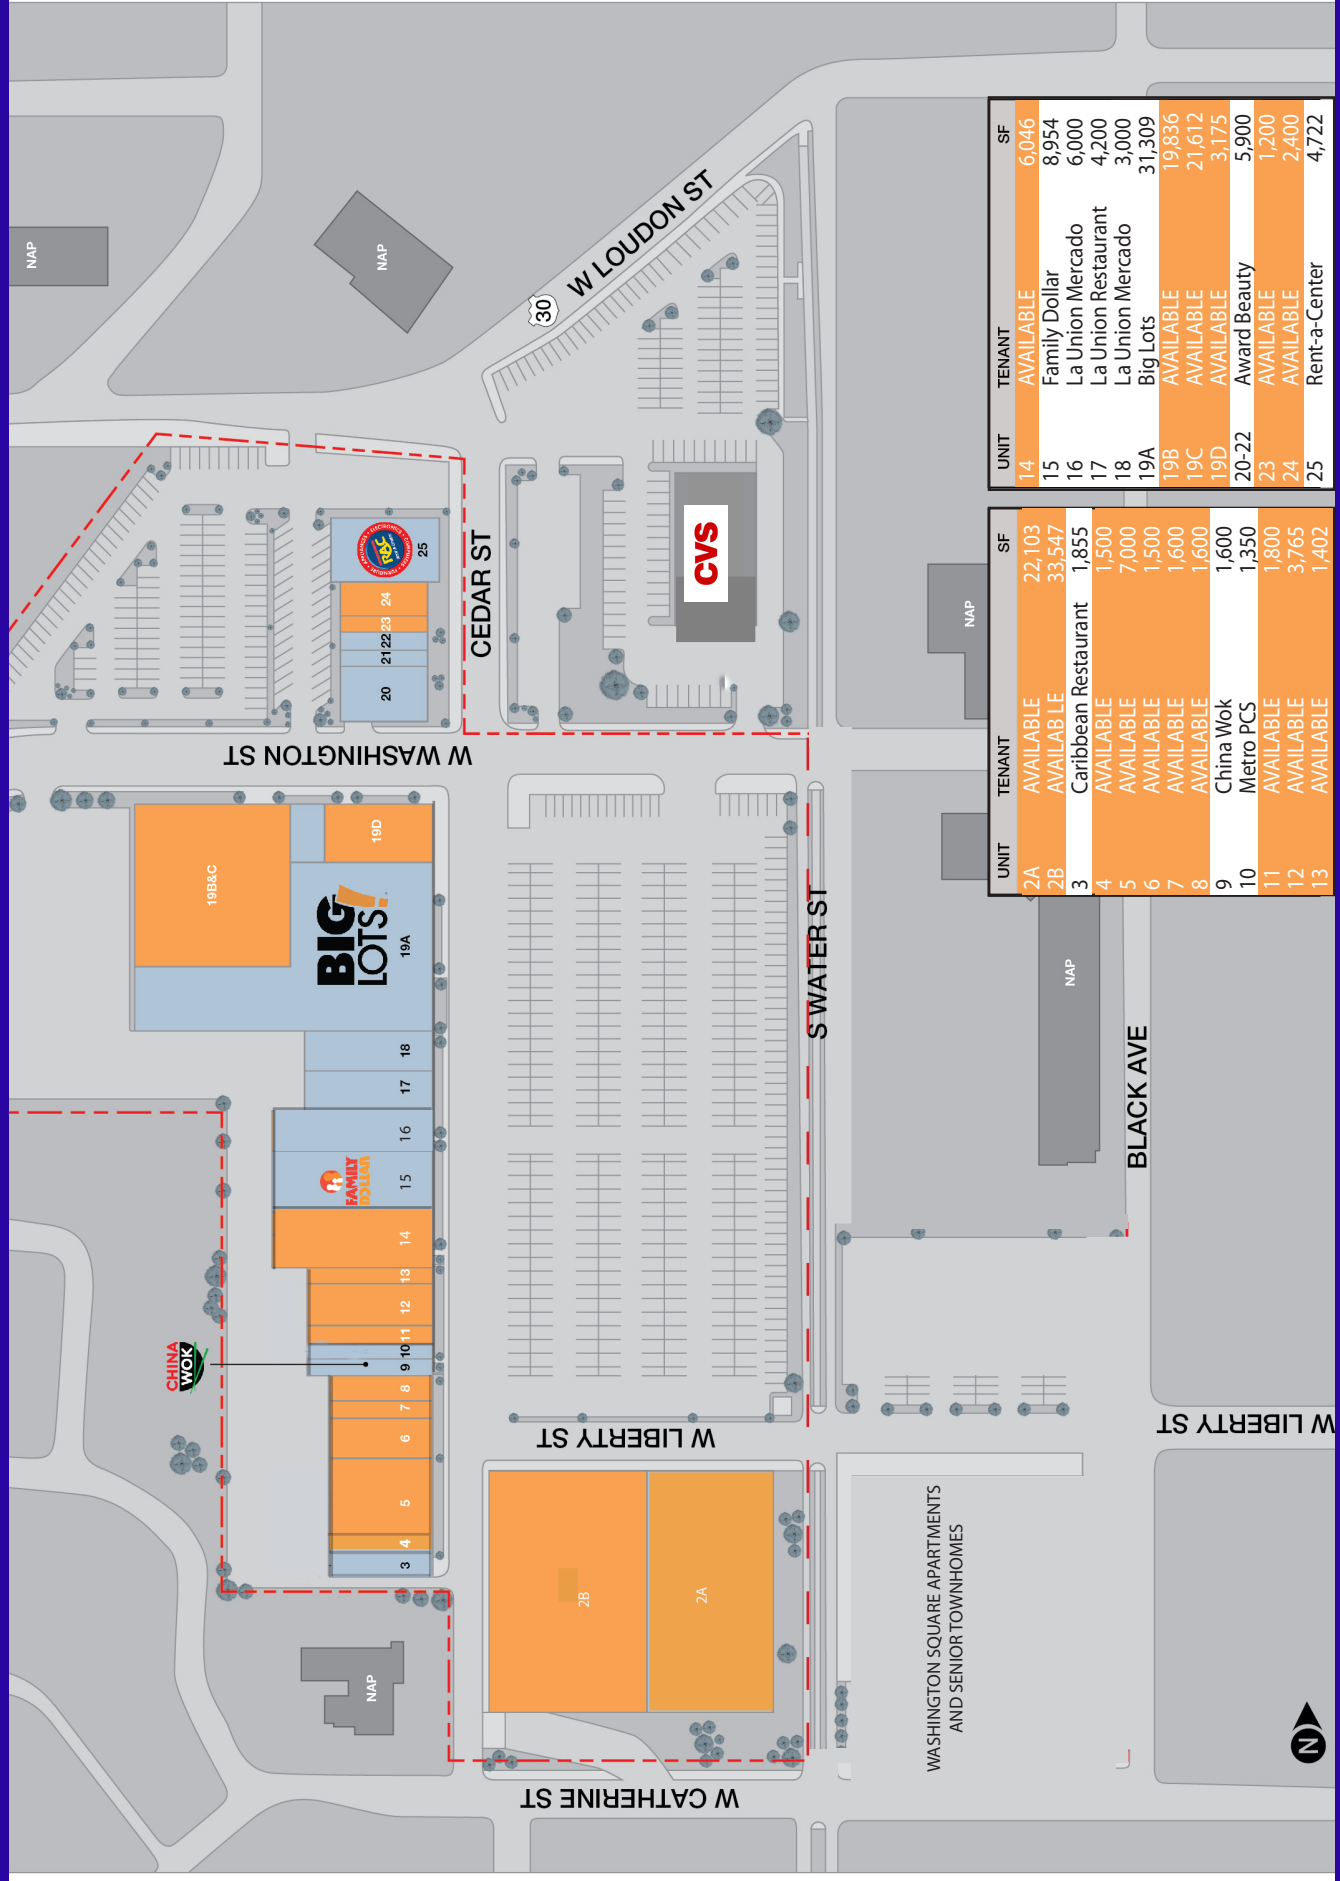 NAP
NAP
30
W LOUDON ST
CEDAR ST
W WASHINGTON ST
CVS
RAC
25
24
23
22
21
20
19D
19B&C
BIG
LOTS!
19A
18
17
16
15
FAMILY
DOLLAR
14
13
12
11
10
9
CHINA
WOK
8
7
6
5
4
3
S WATER ST
W LIBERTY ST
2B
2A
NAP
W CATHERINE ST
NAP
NAP
BLACK AVE
W LIBERTY ST
WASHINGTON SQUARE APARTMENTS
AND SENIOR TOWNHOMES
N
UNIT TENANT SF
2A AVAILABLE 22,103
2B AVAILAB LE 33,547
3 Caribbean Restaurant 1,855
4 AVAILABLE 1,500
5 AVAILABLE 7,000
6 AVAILABLE 1,500
7 AVAILABLE 1,600
8 AVAILABLE 1,600
9 China Wok 1,600
10 Metro PCS 1,350
11 AVAILABLE 1,800
12 AVAILABLE 3,765
13 AVAILABLE 1,402
UNIT TENANT SF
14 AVAILABLE 6,046
15 Family Dollar 8,954
16 La Union Mercado 6,000
17 La Union Restaurant 4,200
18 La Union Mercado 3,000
19A Big Lots 31,309
19B AVAILABLE 19,836
19C AVAILABLE 21,612
19D AVAILABLE 3,175
20-22 Award Beauty 5,900
23 AVAILABLE 1,200
24 AVAILABLE 2,400
25 Rent-a-Center 4,722